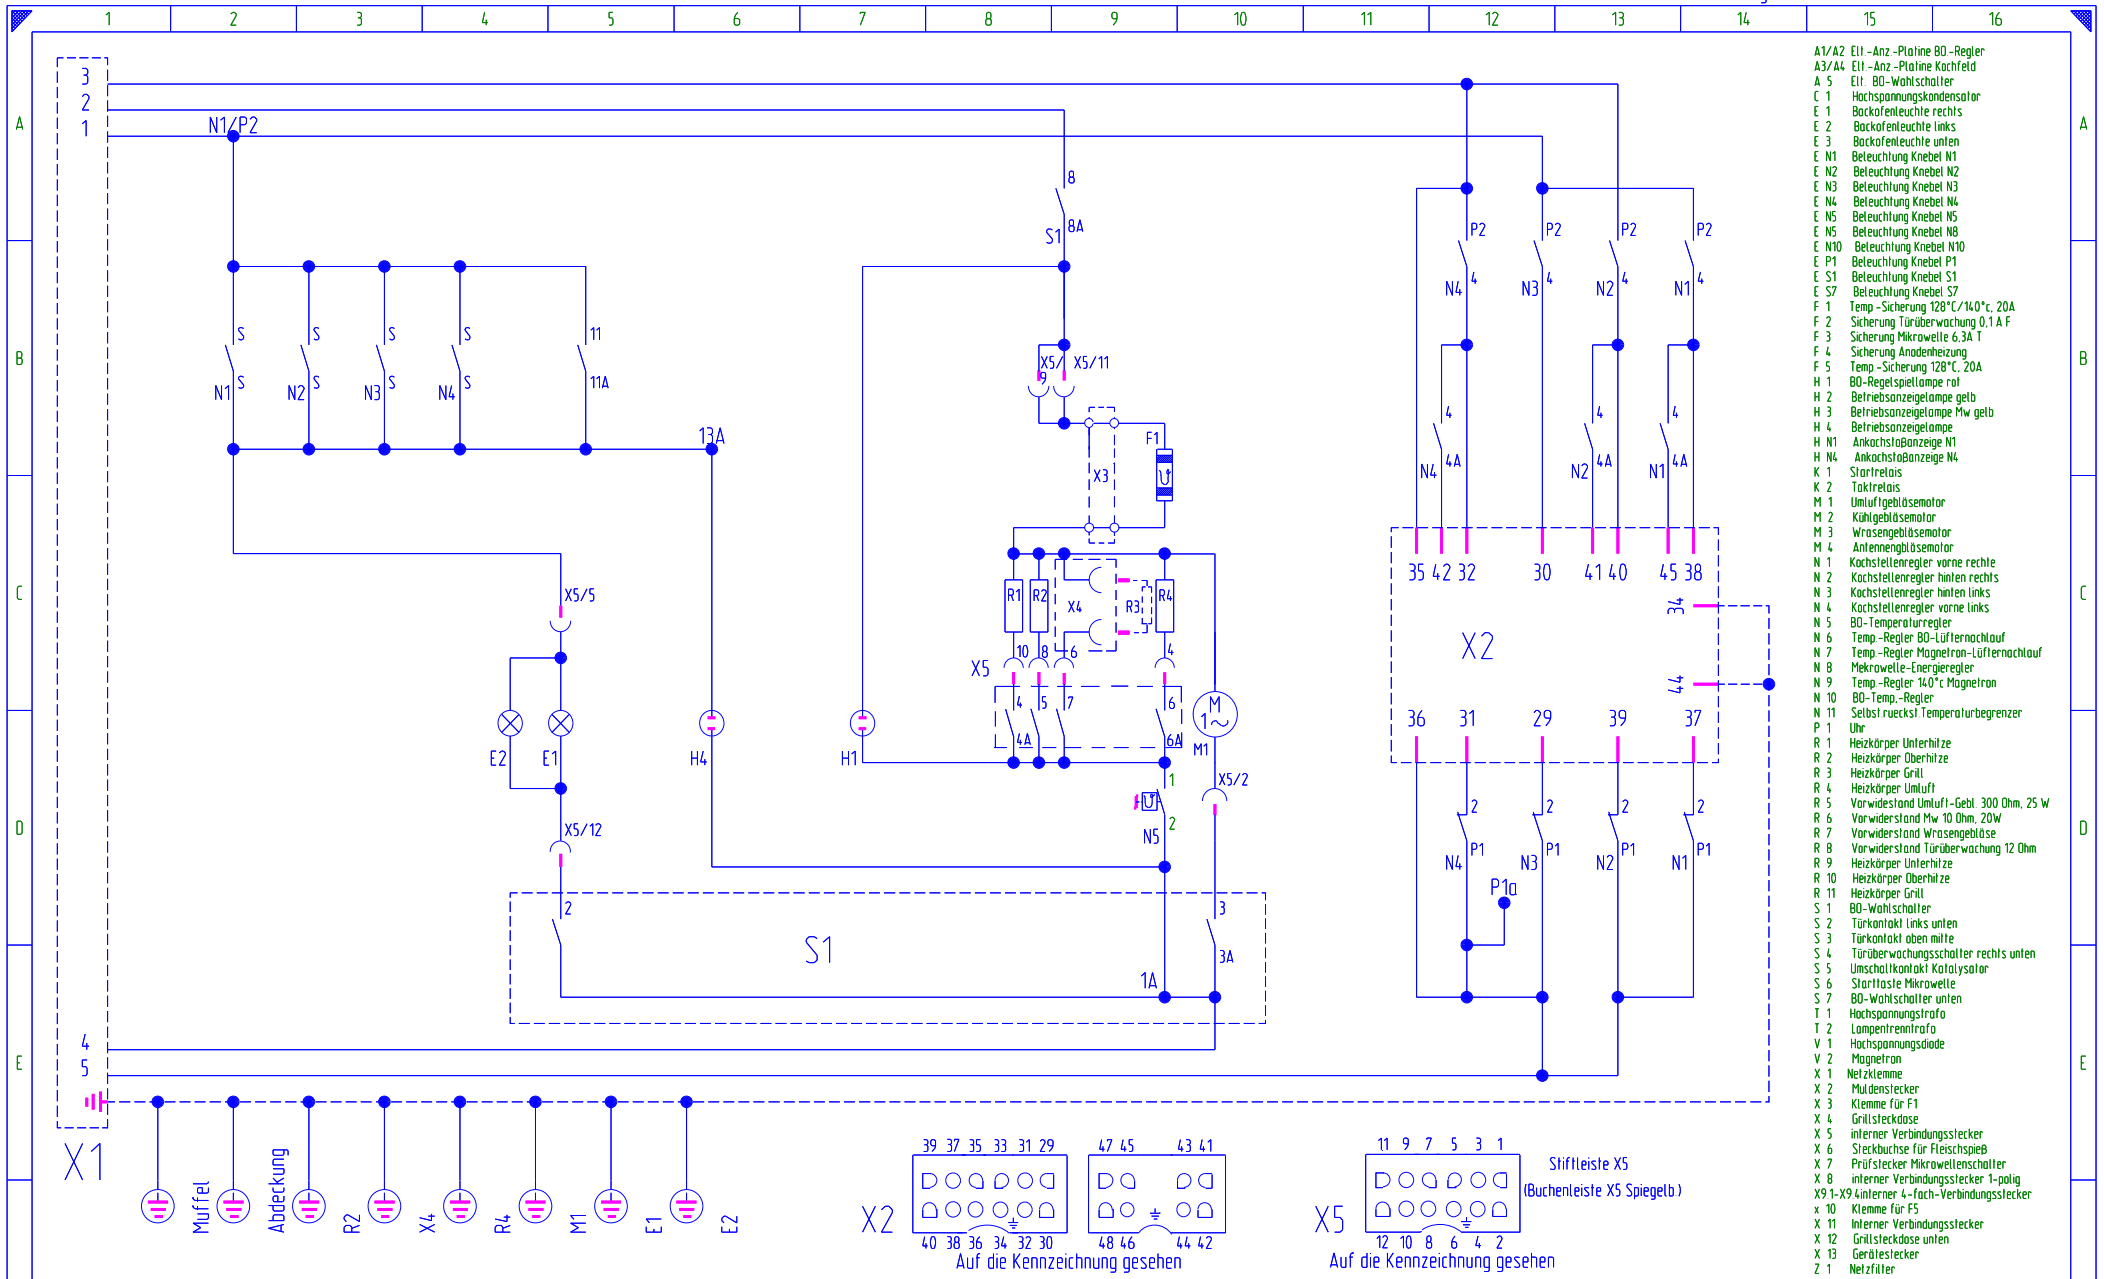 1 2 3 4 5 6 7 8 9 10 11 12 13 14 15 16
A
B
C
D
E
A
B
C
D
E
3
2
1
N1/P2
8
8A
S1
P2 P2 P2 P2
4 4 4 4
N4 N3 N2 N1
S S S S 11
S S S S 11A
N1 N2 N3 N4
X5/9 X5/11
4 4 4
4A 4A 4A
N4 N2 N1
13A
F1
X3
35 42 32 30 41 40 45 38
34
X2
44
36 31 29 39 37
X5/5
R1 R2 X4 R3 R4
10 8 6 4
X5
4 5 7 6
4A 6A
M
1~
M1
E2 E1 H4 H1
X5/2
1
2
N5
X5/12
2 2 2 2
P1 P1 P1 P1
N4 N3 N2 N1
P1a
2
S1
3
3A
1A
4
5
X1
Muffel
Abdeckung
R2
X4
R4
M1
E1
E2
39 37 35 33 31 29
47 45 43 41
X2
40 38 36 34 32 30
48 46 44 42
Auf die Kennzeichnung gesehen
11 9 7 5 3 1
X5
12 10 8 6 4 2
Auf die Kennzeichnung gesehen
Stiftleiste X5
(Buchenleiste X5 Spiegelb.)
A1/A2 Elt.-Anz.-Platine BO.-Regler
A3/A4 Elt.-Anz.-Platine Kochfeld
A 5 Elt. BO-Wahlschalter
C 1 Hochspannungskondensator
E 1 Backofenleuchte rechts
E 2 Backofenleuchte links
E 3 Backofenleuchte unten
E N1 Beleuchtung Knebel N1
E N2 Beleuchtung Knebel N2
E N3 Beleuchtung Knebel N3
E N4 Beleuchtung Knebel N4
E N5 Beleuchtung Knebel N5
E N5 Beleuchtung Knebel N8
E N10 Beleuchtung Knebel N10
E P1 Beleuchtung Knebel P1
E S1 Beleuchtung Knebel S1
E S7 Beleuchtung Knebel S7
F 1 Temp.-Sicherung 128°C/140°c, 20A
F 2 Sicherung Türüberwachung 0,1 A F
F 3 Sicherung Mikrowelle 6,3A T
F 4 Sicherung Anodenheizung
F 5 Temp.-Sicherung 128°C, 20A
H 1 BO-Regelspiellampe rot
H 2 Betriebsanzeigelampe gelb
H 3 Betriebsanzeigelampe Mw gelb
H 4 Betriebsanzeigelampe
H N1 Ankochstoßanzeige N1
H N4 Ankochstoßanzeige N4
K 1 Startrelais
K 2 Taktrelais
M 1 Umluftgebläsemotor
M 2 Kühlgebläsemotor
M 3 Wrasengebläsemotor
M 4 Antennengbläsemotor
N 1 Kochstellenregler vorne rechte
N 2 Kochstellenregler hinten rechts
N 3 Kochstellenregler hinten links
N 4 Kochstellenregler vorne links
N 5 BO-Temperaturregler
N 6 Temp.-Regler BO-Lüfternachlauf
N 7 Temp.-Regler Magnetron-Lüfternachlauf
N 8 Mekrowelle-Energieregler
N 9 Temp.-Regler 140°c Magnetron
N 10 BO-Temp.-Regler
N 11 Selbst.rueckst.Temperaturbegrenzer
P 1 Uhr
R 1 Heizkörper Unterhitze
R 2 Heizkörper Oberhitze
R 3 Heizkörper Grill
R 4 Heizkörper Umluft
R 5 Vorwidestand Umluft-Gebl. 300 Ohm, 25 W
R 6 Vorwiderstand Mw 10 Ohm, 20W
R 7 Vorwiderstand Wrasengebläse
R 8 Vorwiderstand Türüberwachung 12 Ohm
R 9 Heizkörper Unterhitze
R 10 Heizkörper Oberhitze
R 11 Heizkörper Grill
S 1 BO-Wahlschalter
S 2 Türkontakt links unten
S 3 Türkontakt oben mitte
S 4 Türüberwachungsschalter rechts unten
S 5 Umschaltkontakt Katalysator
S 6 Starttaste Mikrowelle
S 7 BO-Wahlschalter unten
T 1 Hochspannungstrafo
T 2 Lampentrenntrafo
V 1 Hochspannungsdiode
V 2 Magnetron
X 1 Netzklemme
X 2 Muldenstecker
X 3 Klemme für F1
X 4 Grillsteckdose
X 5 interner Verbindungsstecker
X 6 Steckbuchse für Fleischspieß
X 7 Prüfstecker Mikrowellenschalter
X 8 interner Verbindungsstecker 1-polig
X9.1-X9.4interner 4-fach-Verbindungsstecker
x 10 Klemme für F5
X 11 Interner Verbindungsstecker
X 12 Grillsteckdose unten
X 13 Gerätestecker
Z 1 Netzfilter